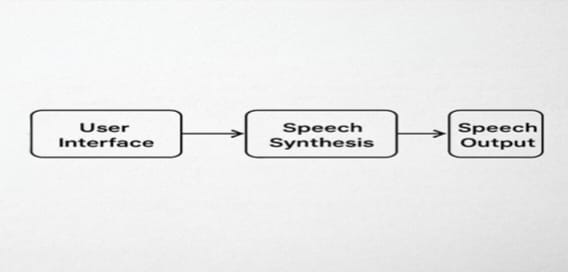 User
Interface
Speech
Synthesis
Speech
Output